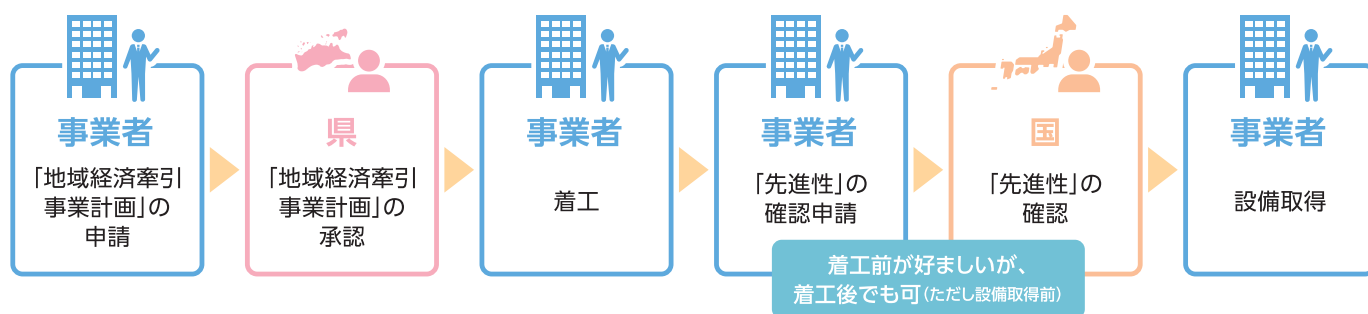 事業者
「地域経済牽引
事業計画」の
申請
県
「地域経済牽引
事業計画」の
承認
事業者
着工
事業者
「先進性」の
確認申請
国
「先進性」の
確認
着工前が好ましいが、
着工後でも可(ただし設備取得前)
事業者
設備取得